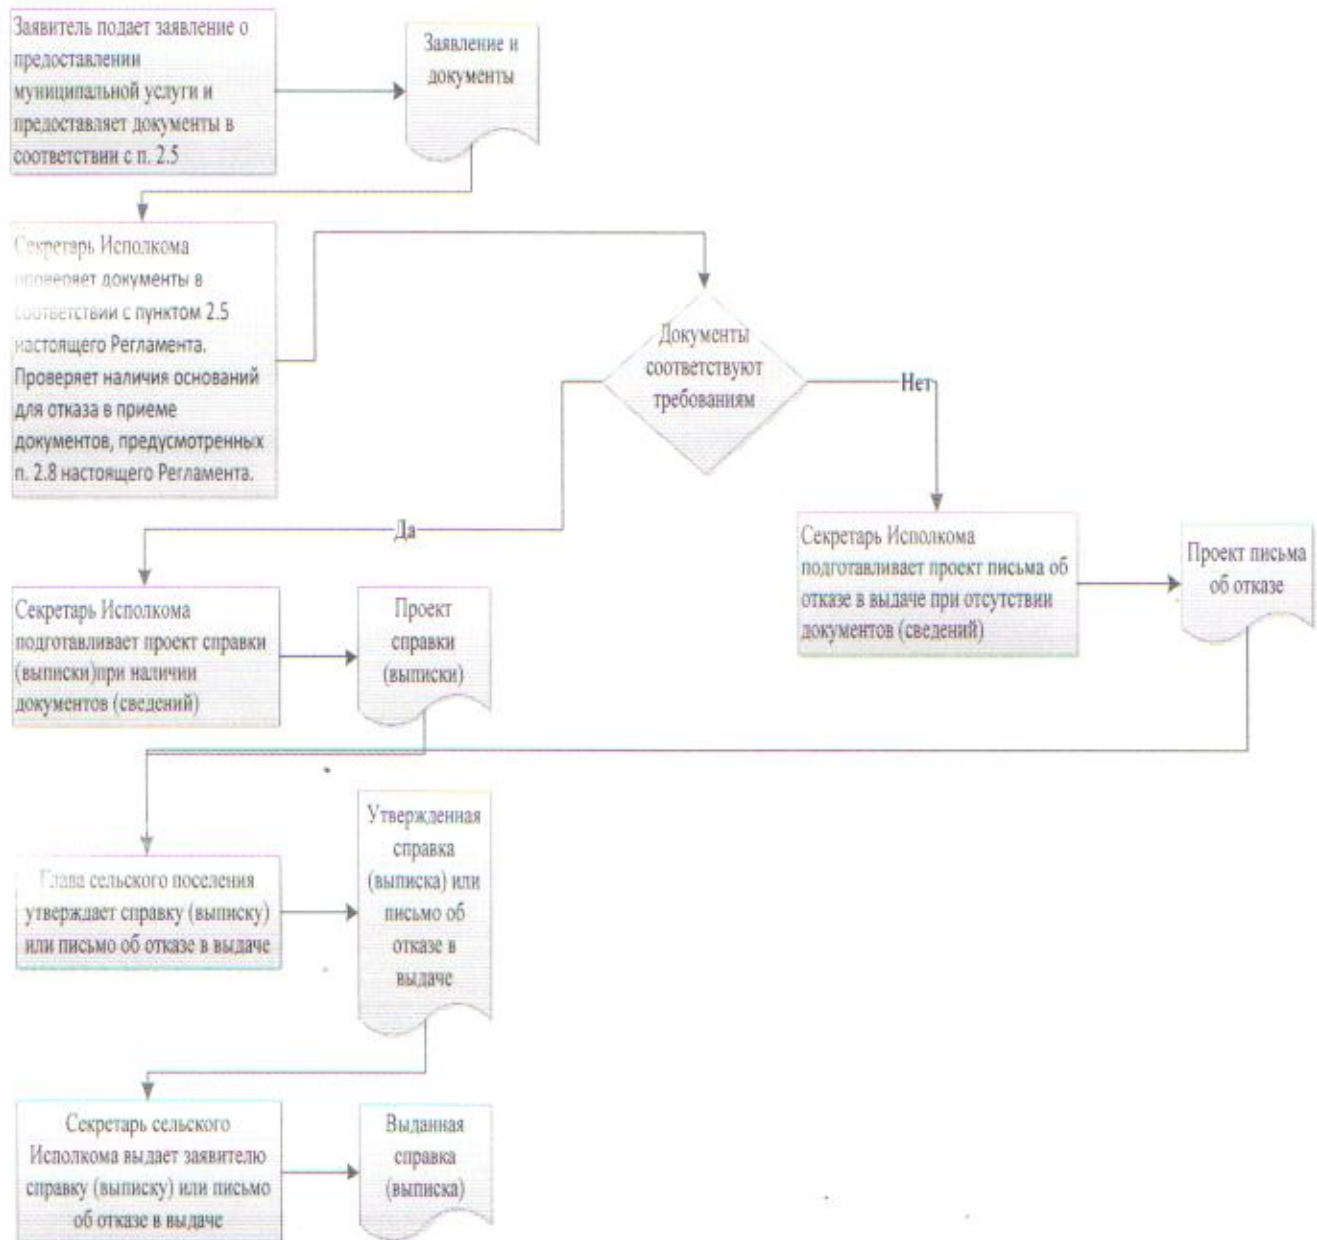 Заявитель подает заявление о
предоставлении
муниципальной услуги и
предоставляет документы в
соответствии с п. 2.5
Заявление и
документы
Секретарь Исполкома
проверяет документы в
соответствии с пунктом 2.5
настоящего Регламента.
Проверяет наличия оснований
для отказа в приеме
документов, предусмотренных
п. 2.8 настоящего Регламента.
Документы
соответствуют
требованиям
Нет
Да
Секретарь Исполкома
подготавливает проект письма об
отказе в выдаче при отсутствии
документов (сведений)
Проект письма
об отказе
Секретарь Исполкома
подготавливает проект справки
(выписки)при наличии
документов (сведений)
Проект
справки
(выписки)
Глава сельского поселения
утверждает справку (выписку)
или письмо об отказе в выдаче
Утвержденная
справка
(выписка) или
письмо об
отказе в
выдаче
Секретарь сельского
Исполкома выдает заявителю
справку (выписку) или письмо
об отказе в выдаче
Выданная
справка
(выписка)